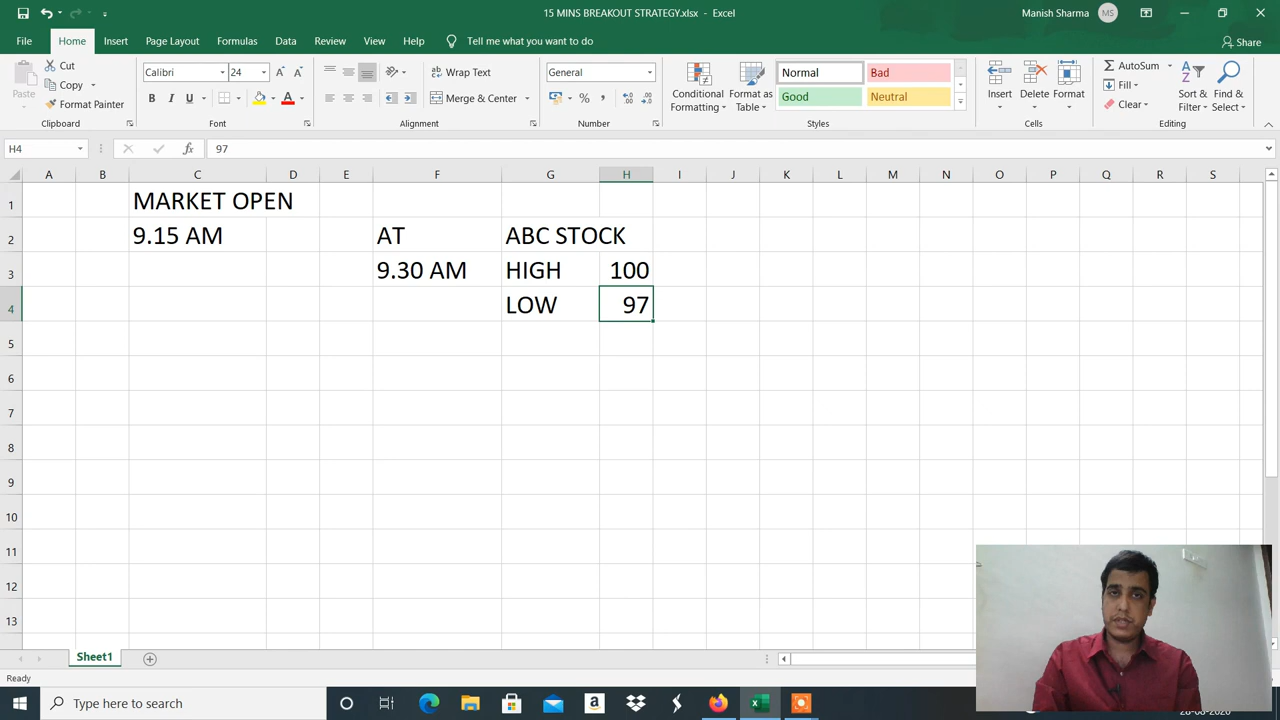 15 MINS BREAKOUT STRATEGY.xlsx - Excel
Manish Sharma MS
File Home Insert Page Layout Formulas Data Review View Help Tell me what you want to do Share
Paste
Cut
Copy
Format Painter
Clipboard
Calibri 24
B I U
Font
Wrap Text
Merge & Center
Alignment
General
Number
Conditional Formatting
Format as Table
Normal Bad
Good Neutral
Styles
Insert Delete Format
Cells
AutoSum
Fill
Clear
Sort & Filter
Find & Select
Editing
H4 fx 97
A B C D E F G H I J K L M N O P Q R S
1 MARKET OPEN
2 9.15 AM AT ABC STOCK
3 9.30 AM HIGH 100
4 LOW 97
5
6
7
8
9
10
11
12
13
Sheet1
Ready
Type here to search
28-08-2020